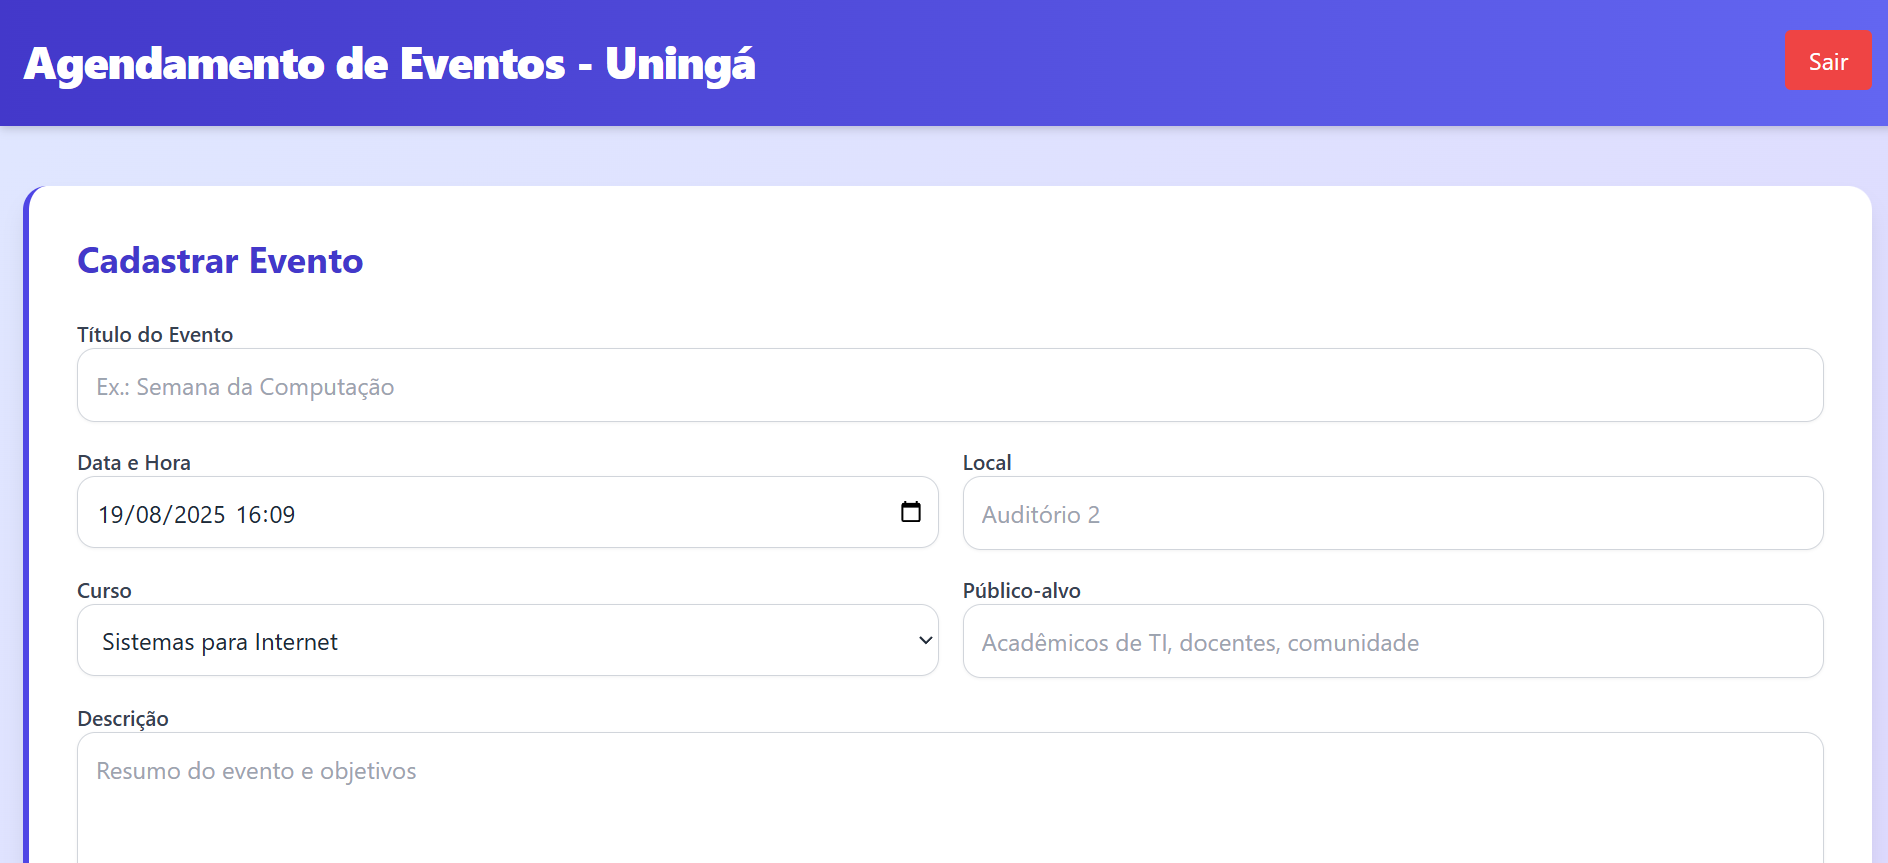 Agendamento de Eventos - Uningá
Sair
Cadastrar Evento
Título do Evento
Ex.: Semana da Computação
Data e Hora
Local
19/08/2025 16:09
Auditório 2
Curso
Público-alvo
Sistemas para Internet
Acadêmicos de TI, docentes, comunidade
Descrição
Resumo do evento e objetivos